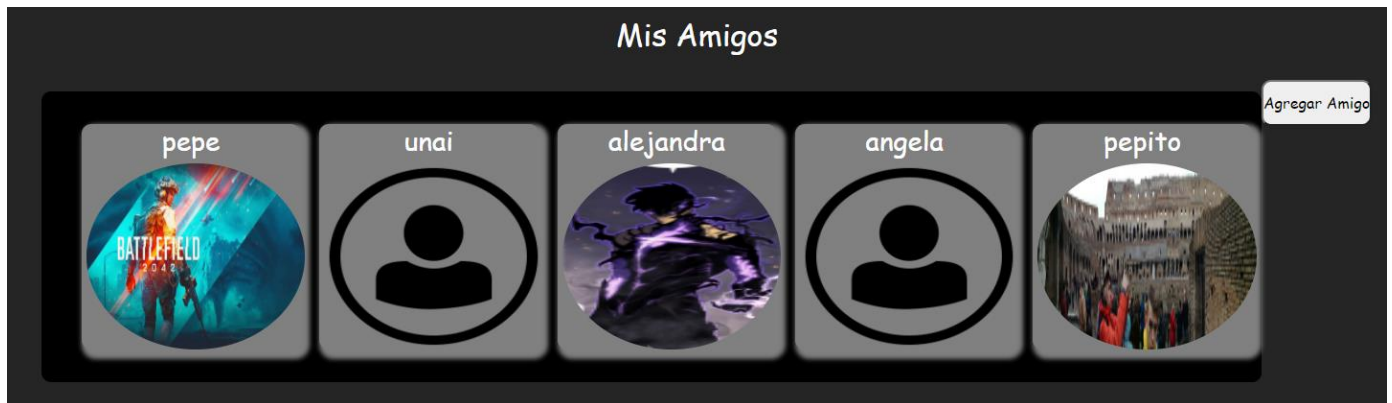 Mis Amigos
Agregar Amigo
pepe
unai
alejandra
angela
pepito
BATTLEFIELD
2042